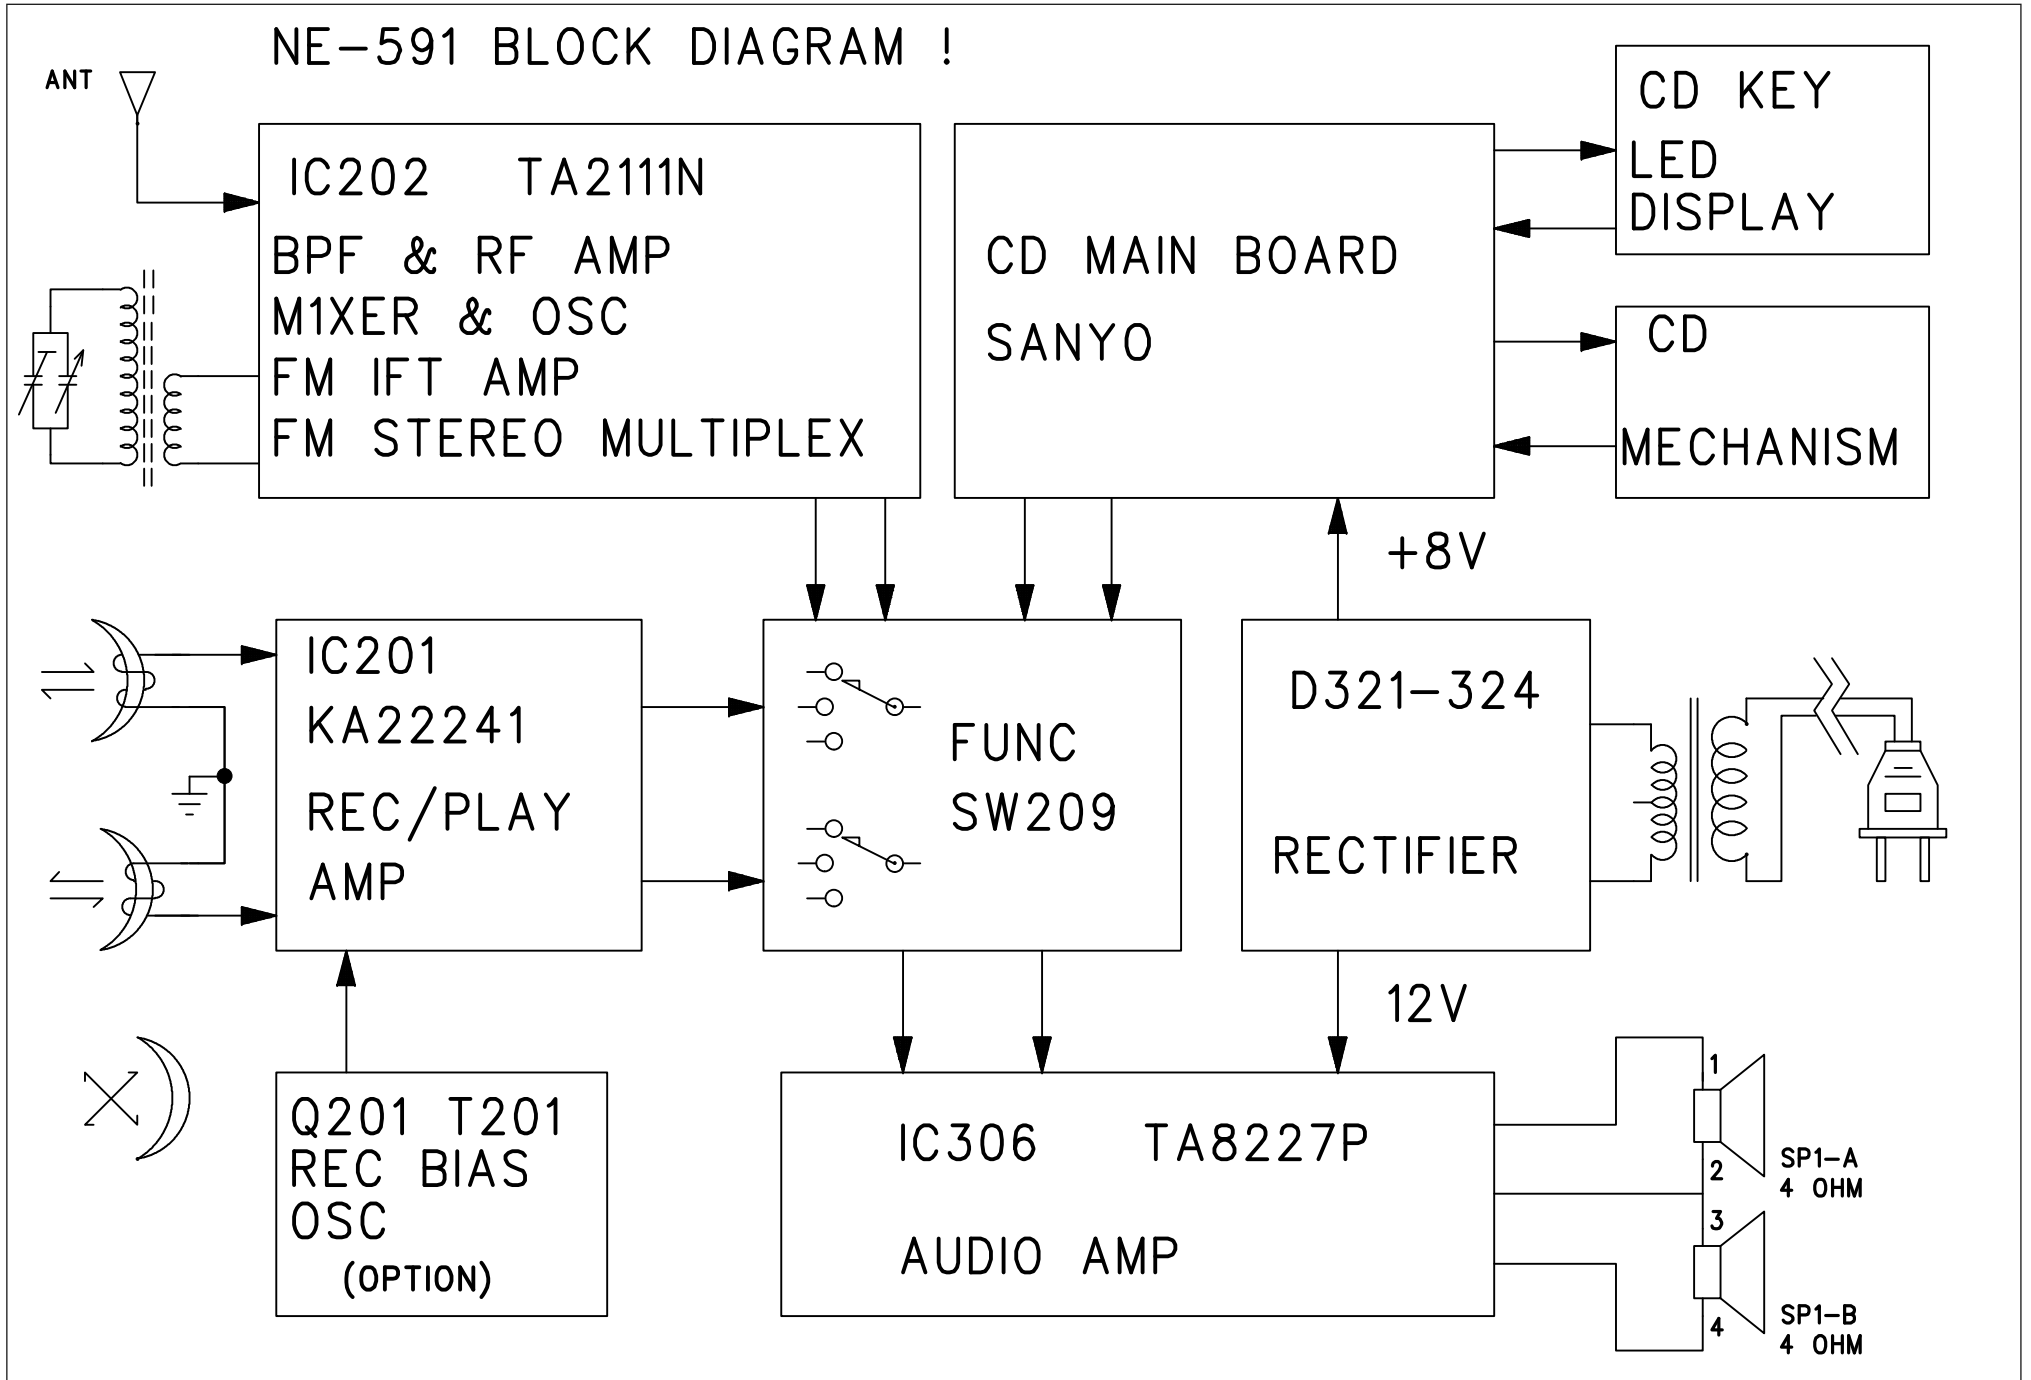 NE-591 BLOCK DIAGRAM !
ANT
IC202 TA2111N
BPF & RF AMP
M1XER & OSC
FM IFT AMP
FM STEREO MULTIPLEX
CD MAIN BOARD
SANYO
CD KEY
LED
DISPLAY
CD
MECHANISM
+8V
IC201
KA22241
REC/PLAY
AMP
FUNC
SW209
D321-324
RECTIFIER
12V
Q201 T201
REC BIAS
OSC
(OPTION)
IC306 TA8227P
AUDIO AMP
1
2
SP1-A
4 OHM
3
4
SP1-B
4 OHM